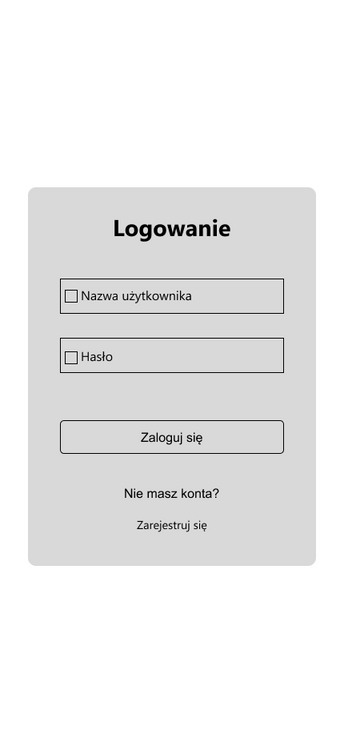 Logowanie
Nazwa użytkownika
Hasło
Zaloguj się
Nie masz konta?
Zarejestruj się